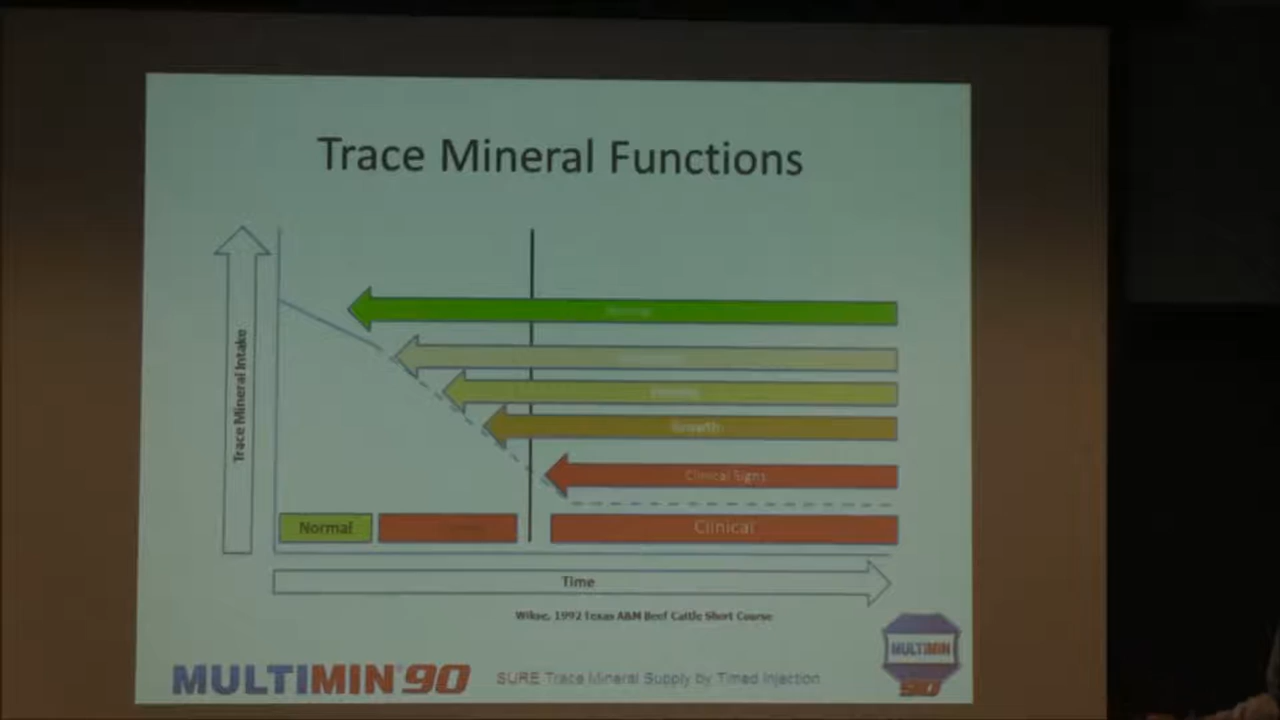 Trace Mineral Functions
Trace Mineral Intake
Growth
Clinical Signs
Normal
Clinical
Time
Wikse, 1992 Texas A&M Beef Cattle Short Course
MULTIMIN® 90
SURE Trace Mineral Supply by Timed Injection
MULTIMIN
90